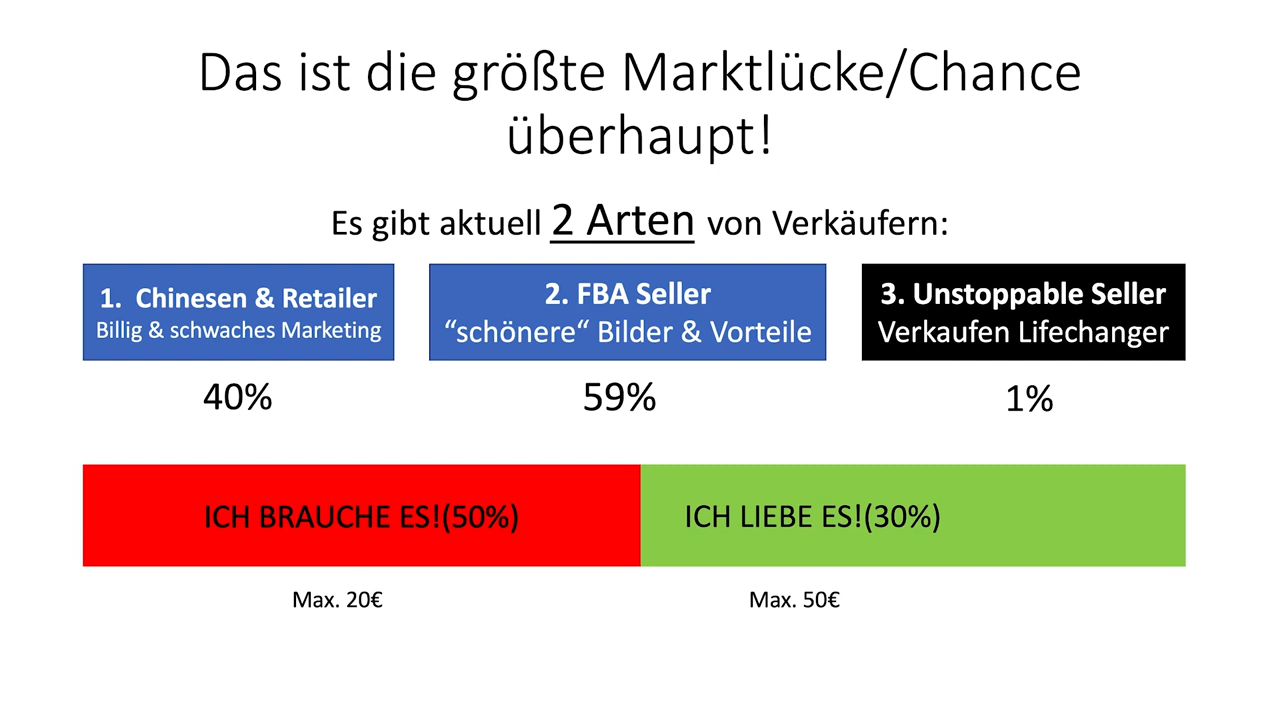 Das ist die größte Marktlücke/Chance
überhaupt!
Es gibt aktuell 2 Arten von Verkäufern:
1. Chinesen & Retailer
Billig & schwaches Marketing
40%
2. FBA Seller
“schönere“ Bilder & Vorteile
59%
3. Unstoppable Seller
Verkaufen Lifechanger
1%
ICH BRAUCHE ES!(50%)
Max. 20€
ICH LIEBE ES!(30%)
Max. 50€